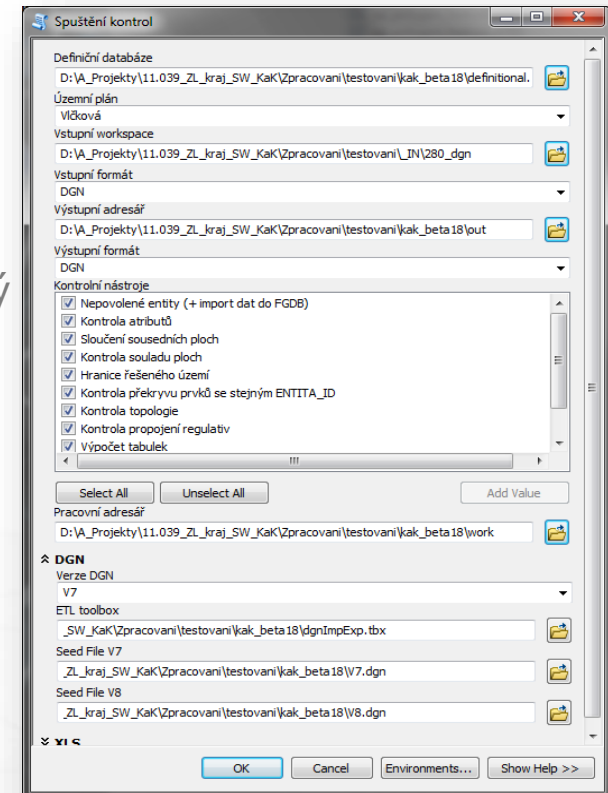 Spuštění kontrol
Definiční databáze
D:\A_Projekty\11.039_ZL_kraj_SW_KaK\Zpracovani\testovani\kak_beta18\definitional.
Územní plán
Vlčková
Vstupní workspace
D:\A_Projekty\11.039_ZL_kraj_SW_KaK\Zpracovani\testovani\_IN\280_dgn
Vstupní formát
DGN
Výstupní adresář
D:\A_Projekty\11.039_ZL_kraj_SW_KaK\Zpracovani\testovani\kak_beta18\out
Výstupní formát
DGN
ý
Kontrolní nástroje
Nepovolené entity (+ import dat do FGDB)
Kontrola atributů
Sloučení sousedních ploch
Kontrola souladu ploch
Hranice řešeného území
Kontrola překryvu prvků se stejným ENTITA_ID
Kontrola topologie
Kontrola propojení regulativ
Výpočet tabulek
Select All Unselect All Add Value
Pracovní adresář
D:\A_Projekty\11.039_ZL_kraj_SW_KaK\Zpracovani\testovani\kak_beta18\work
DGN
Verze DGN
V7
ETL toolbox
_SW_KaK\Zpracovani\testovani\kak_beta18\dgnImpExp.tbx
Seed File V7
_ZL_kraj_SW_KaK\Zpracovani\testovani\kak_beta18\V7.dgn
Seed File V8
_ZL_kraj_SW_KaK\Zpracovani\testovani\kak_beta18\V8.dgn
XLS
OK Cancel Environments... Show Help >>